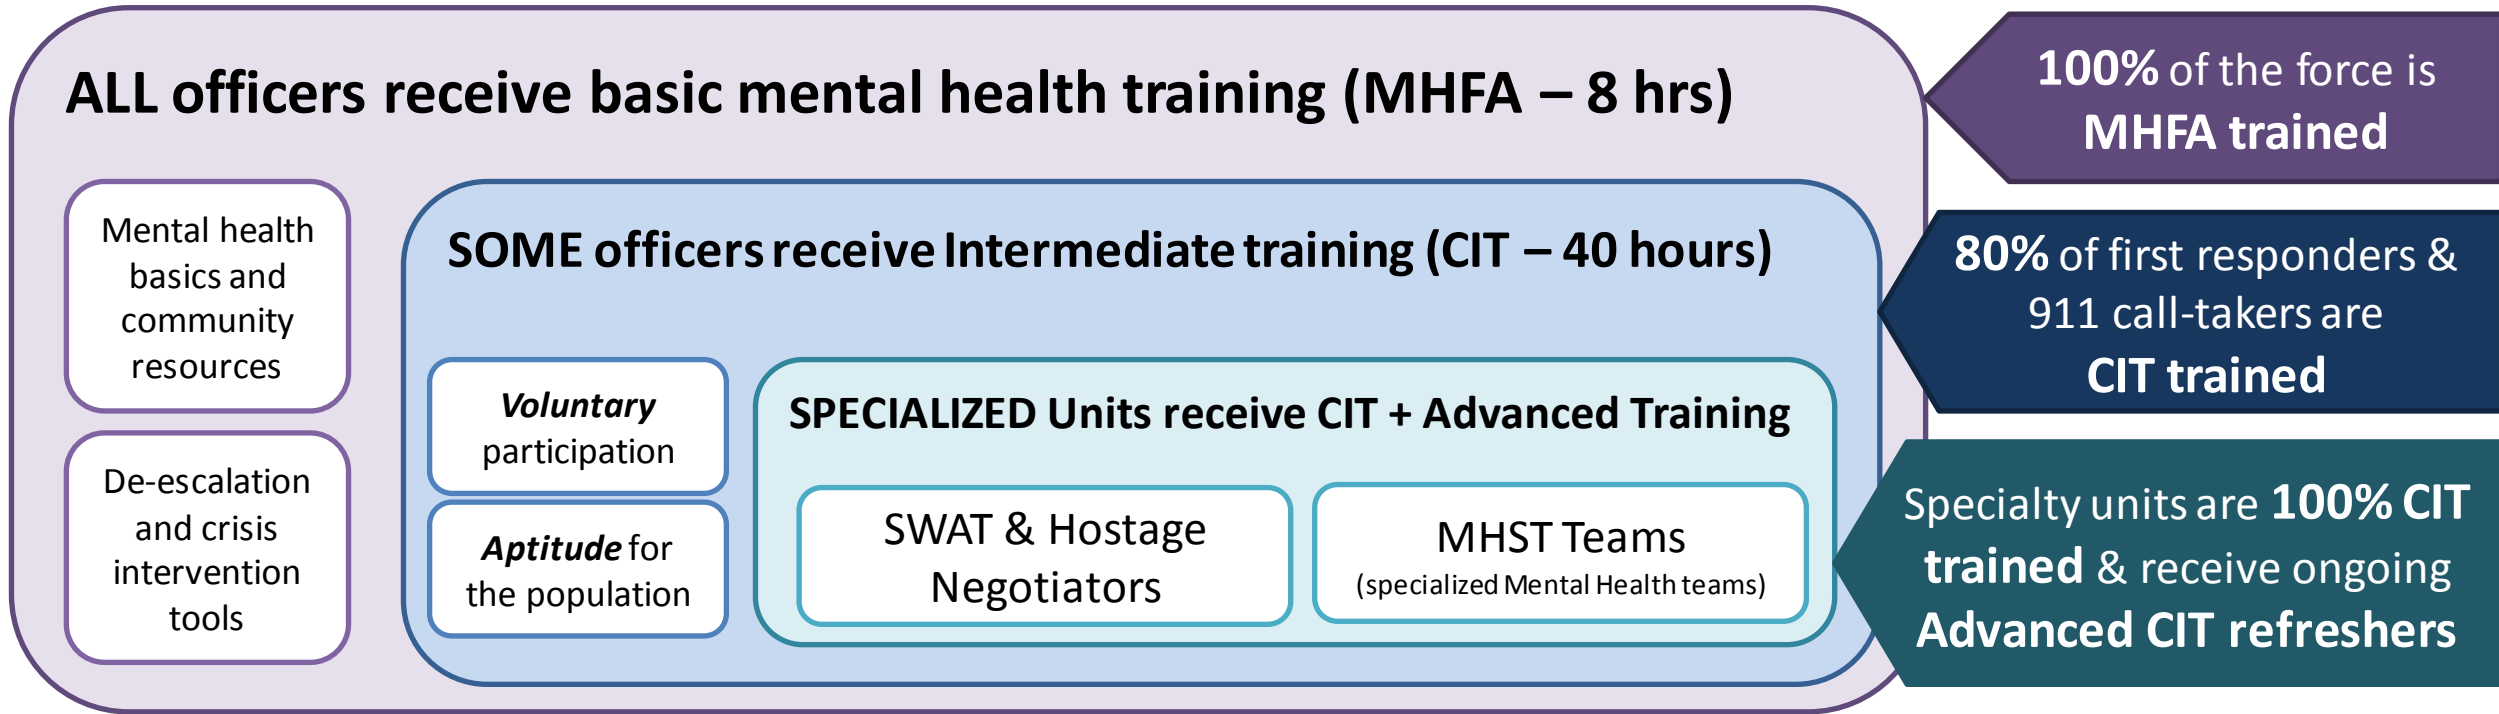 ALL officers receive basic mental health training (MHFA – 8 hrs)
100% of the force is
MHFA trained
Mental health
basics and
community
resources
De-escalation
and crisis
intervention
tools
SOME officers receive Intermediate training (CIT – 40 hours)
80% of first responders &
911 call-takers are
CIT trained
Voluntary
participation
Aptitude for
the population
SPECIALIZED Units receive CIT + Advanced Training
SWAT & Hostage
Negotiators
MHST Teams
(specialized Mental Health teams)
Specialty units are 100% CIT
trained & receive ongoing
Advanced CIT refreshers